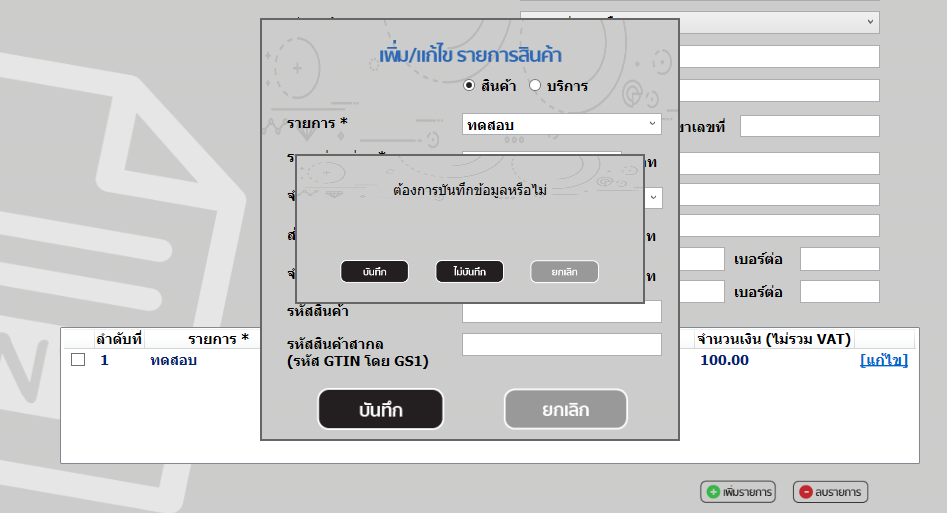 เพิ่ม/แก้ไข รายการสินค้า
สินค้า บริการ
รายการ * ทดสอบ
ขาเลขที่
ต้องการบันทึกข้อมูลหรือไม่
บันทึก ไม่บันทึก ยกเลิก
เบอร์ต่อ
เบอร์ต่อ
รหัสสินค้า
รหัสสินค้าสากล
(รหัส GTIN โดย GS1)
บันทึก ยกเลิก
ลำดับที่ รายการ * จำนวนเงิน (ไม่รวม VAT)
1 ทดสอบ 100.00 [แก้ไข]
เพิ่มรายการ ลบรายการ